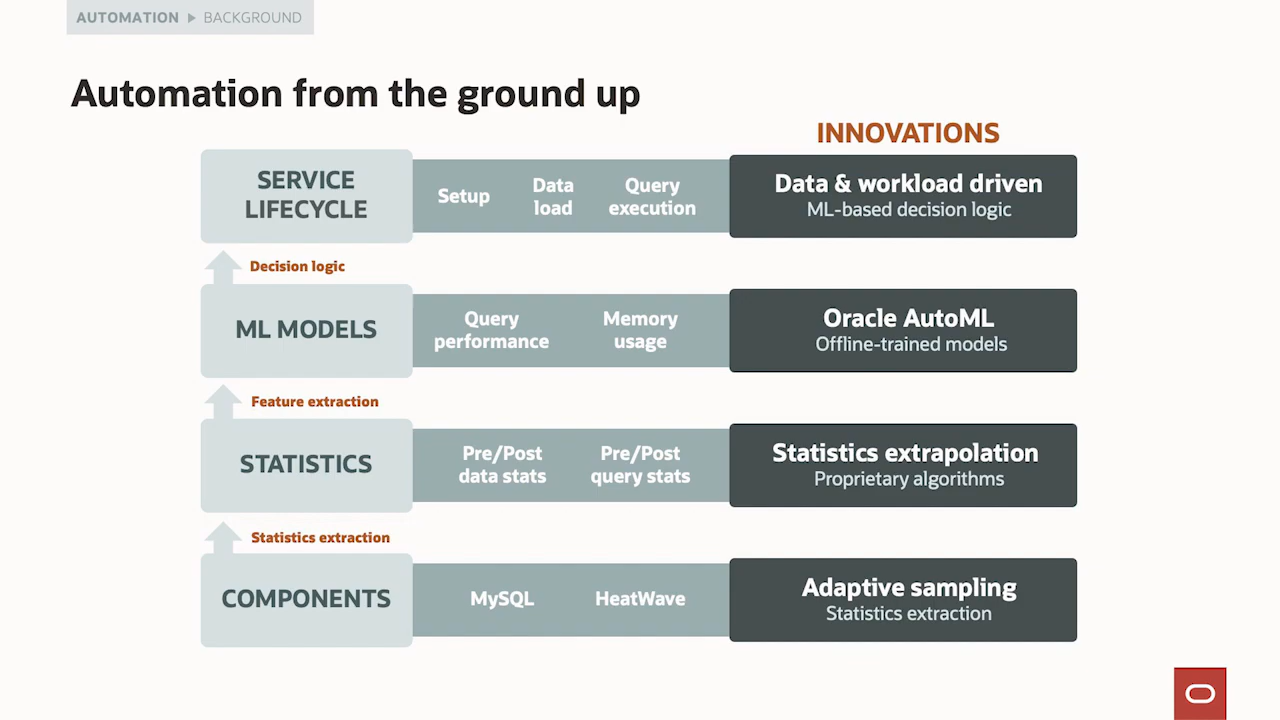 AUTOMATION ▶ BACKGROUND
Automation from the ground up
INNOVATIONS
SERVICE
LIFECYCLE
Setup
Data
load
Query
execution
Data & workload driven
ML-based decision logic
Decision logic
ML MODELS
Query
performance
Memory
usage
Oracle AutoML
Offline-trained models
Feature extraction
STATISTICS
Pre/Post
data stats
Pre/Post
query stats
Statistics extrapolation
Proprietary algorithms
Statistics extraction
COMPONENTS
MySQL
HeatWave
Adaptive sampling
Statistics extraction